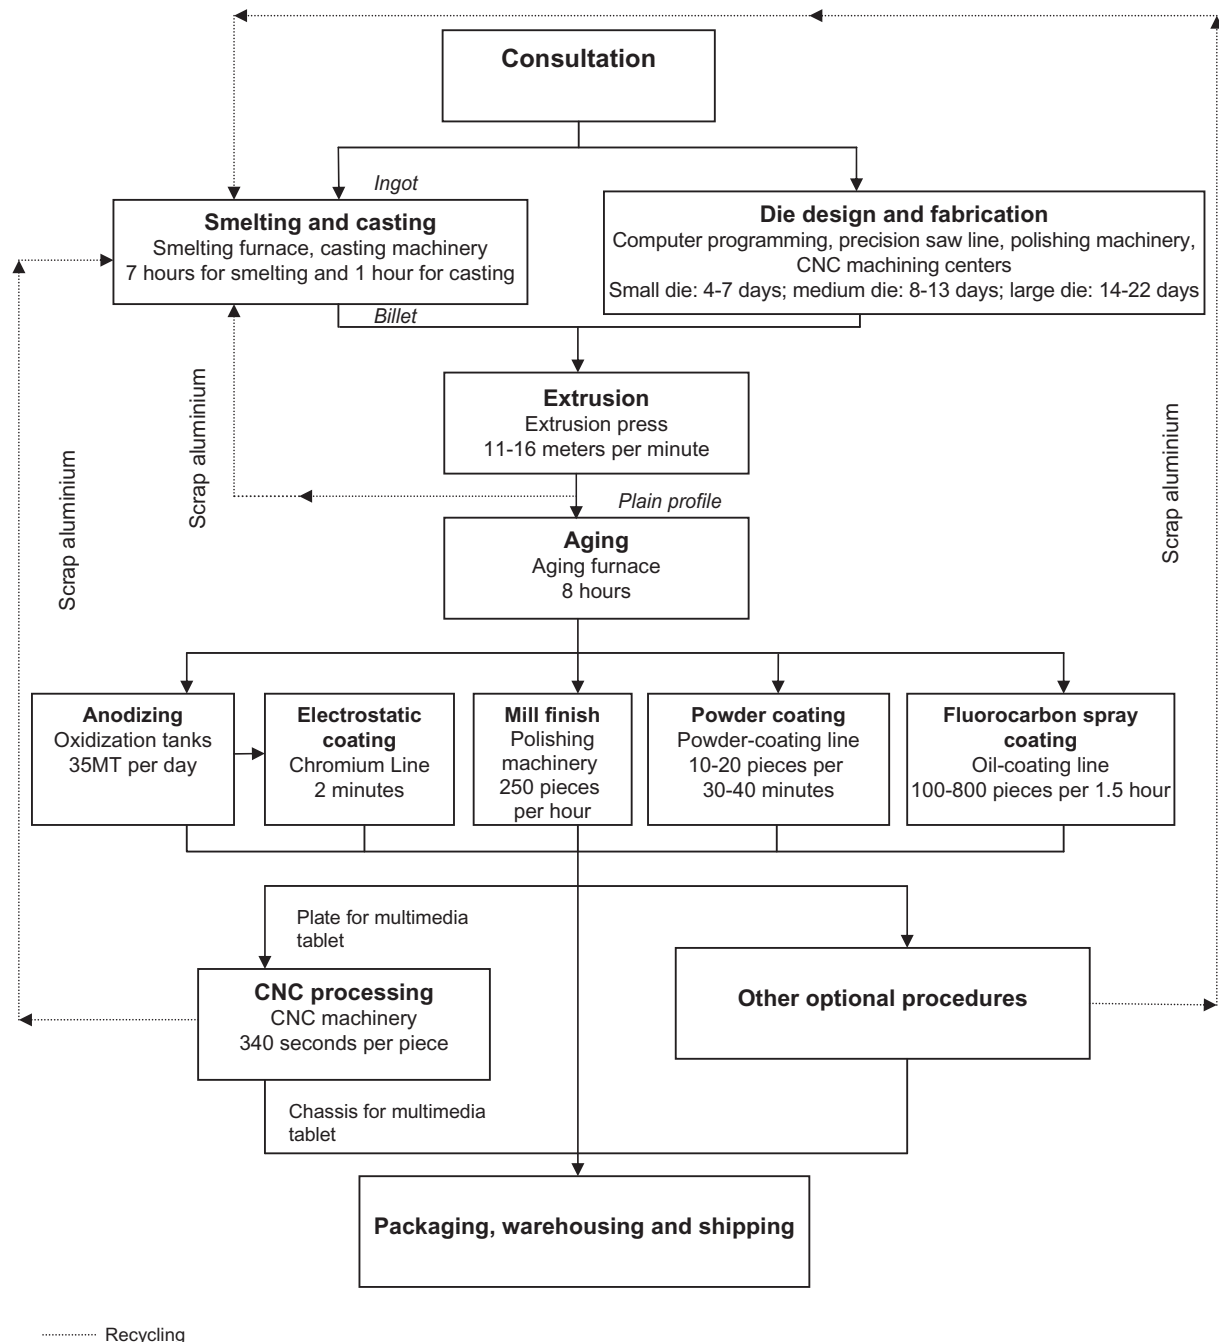 Consultation
Ingot
Smelting and casting
Smelting furnace, casting machinery
7 hours for smelting and 1 hour for casting
Die design and fabrication
Computer programming, precision saw line, polishing machinery,
CNC machining centers
Small die: 4-7 days; medium die: 8-13 days; large die: 14-22 days
Billet
Extrusion
Extrusion press
11-16 meters per minute
Scrap aluminium
Scrap aluminium
Scrap aluminium
Plain profile
Aging
Aging furnace
8 hours
Anodizing
Oxidization tanks
35MT per day
Electrostatic
coating
Chromium Line
2 minutes
Mill finish
Polishing
machinery
250 pieces
per hour
Powder coating
Powder-coating line
10-20 pieces per
30-40 minutes
Fluorocarbon spray
coating
Oil-coating line
100-800 pieces per 1.5 hour
Plate for multimedia
tablet
CNC processing
CNC machinery
340 seconds per piece
Other optional procedures
Chassis for multimedia
tablet
Packaging, warehousing and shipping
Recycling